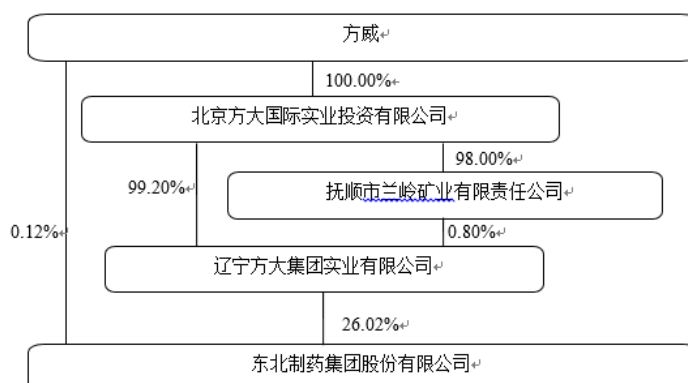 方威
100.00%
北京方大国际实业投资有限公司
98.00%
99.20%
抚顺市兰岭矿业有限责任公司
0.12%
0.80%
辽宁方大集团实业有限公司
26.02%
东北制药集团股份有限公司